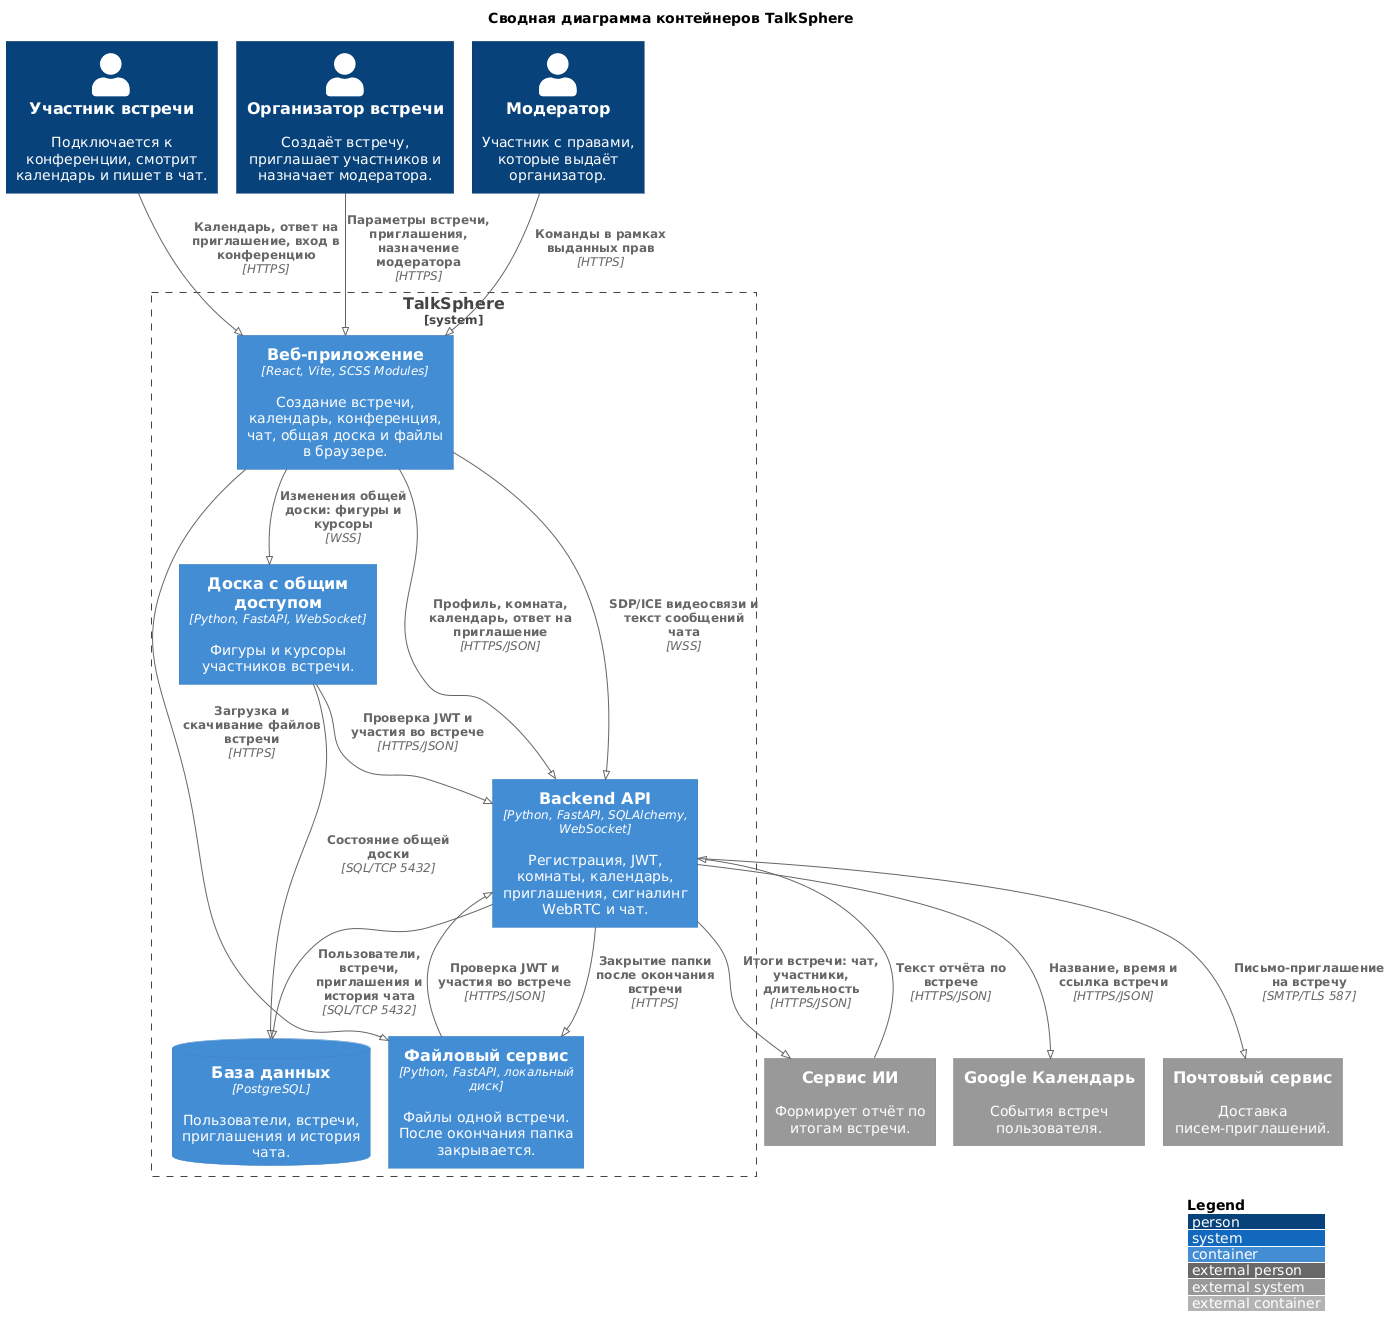 Сводная диаграмма контейнеров TalkSphere
Участник встречи
Подключается к
конференции, смотрит
календарь и пишет в чат.
Организатор встречи
Создаёт встречу,
приглашает участников и
назначает модератора.
Модератор
Участник с правами,
которые выдаёт
организатор.
Календарь, ответ на
приглашение, вход в
конференцию
[HTTPS]
Параметры встречи,
приглашения,
назначение
модератора
[HTTPS]
Команды в рамках
выданных прав
[HTTPS]
TalkSphere
[system]
Веб-приложение
[React, Vite, SCSS Modules]
Создание встречи,
календарь, конференция,
чат, общая доска и файлы
в браузере.
Изменения общей
доски: фигуры и
курсоры
[WSS]
Доска с общим
доступом
[Python, FastAPI, WebSocket]
Фигуры и курсоры
участников встречи.
Профиль, комната,
календарь, ответ на
приглашение
[HTTPS/JSON]
SDP/ICE видеосвязи и
текст сообщений
чата
[WSS]
Загрузка и
скачивание файлов
встречи
[HTTPS]
Проверка JWT и
участия во встрече
[HTTPS/JSON]
Backend API
[Python, FastAPI, SQLAlchemy,
WebSocket]
Регистрация, JWT,
комнаты, календарь,
приглашения, сигналинг
WebRTC и чат.
Состояние общей
доски
[SQL/TCP 5432]
Пользователи,
встречи,
приглашения и
история чата
[SQL/TCP 5432]
Проверка JWT и
участия во встрече
[HTTPS/JSON]
Закрытие папки
после окончания
встречи
[HTTPS]
Итоги встречи: чат,
участники,
длительность
[HTTPS/JSON]
Текст отчёта по
встрече
[HTTPS/JSON]
Название, время и
ссылка встречи
[HTTPS/JSON]
Письмо-приглашение
на встречу
[SMTP/TLS 587]
База данных
[PostgreSQL]
Пользователи, встречи,
приглашения и история
чата.
Файловый сервис
[Python, FastAPI, локальный
диск]
Файлы одной встречи.
После окончания папка
закрывается.
Сервис ИИ
Формирует отчёт по
итогам встречи.
Google Календарь
События встреч
пользователя.
Почтовый сервис
Доставка
писем-приглашений.
Legend
person
system
container
external person
external system
external container